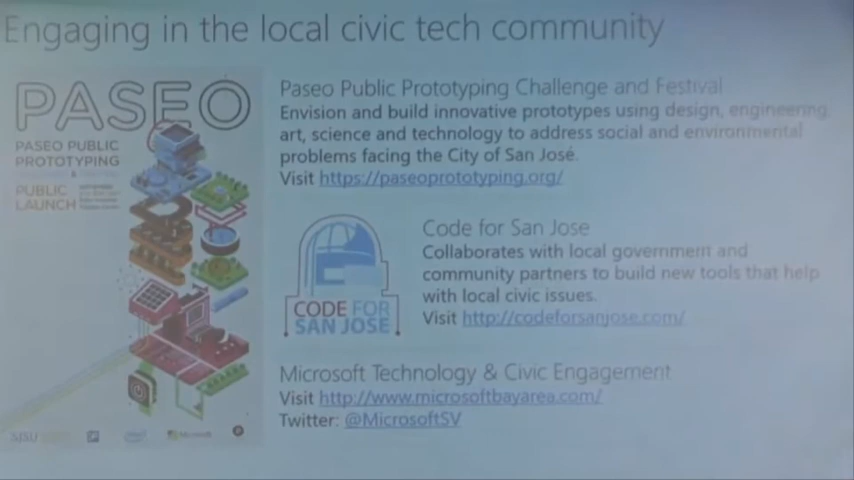 Engaging in the local civic tech community
PASEO
PASEO PUBLIC
PROTOTYPING
&
PUBLIC
LAUNCH
SJSU
intel
Microsoft
Paseo Public Prototyping Challenge and Festival
Envision and build innovative prototypes using design, engineering,
art, science and technology to address social and environmental
problems facing the City of San José.
Visit https://paseoprototyping.org/
CODE FOR
SAN JOSE
Code for San Jose
Collaborates with local government and
community partners to build new tools that help
with local civic issues.
Visit http://codeforsanjose.com/
Microsoft Technology & Civic Engagement
Visit http://www.microsoftbayarea.com/
Twitter: @MicrosoftSV